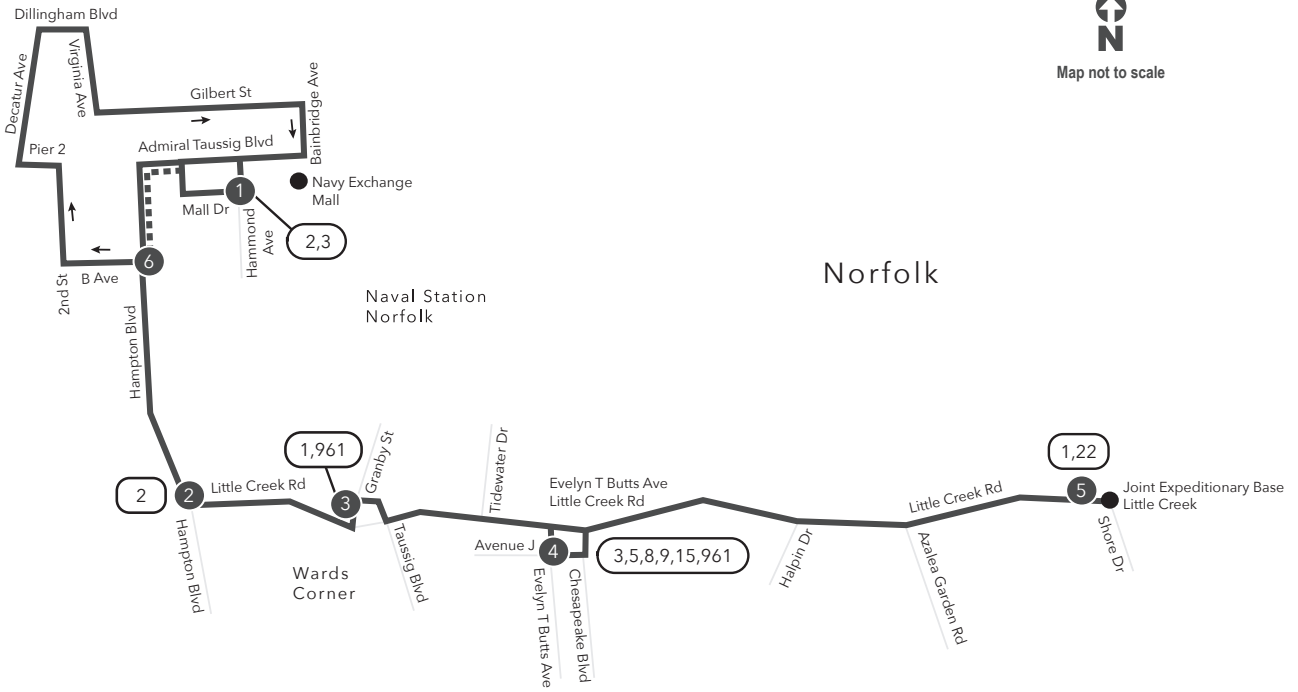 Dillingham Blvd
N
Map not to scale
Decatur Ave
Virginia Ave
Gilbert St
Bainbridge Ave
Pier 2
Admiral Taussig Blvd
1
Navy Exchange
Mall
Mall Dr
Hammond
Ave
2,3
6
B Ave
2nd St
Naval Station
Norfolk
Norfolk
Hampton Blvd
1,961
Granby St
Tidewater Dr
Evelyn T Butts Ave
Little Creek Rd
1,22
2
2
Little Creek Rd
3
Little Creek Rd
5
Joint Expeditionary Base
Little Creek
Hampton Blvd
Wards
Corner
Taussig Blvd
Avenue J
4
3,5,8,9,15,961
Evelyn T Butts Ave
Chesapeake Blvd
Halpin Dr
Azalea Garden Rd
Shore Dr